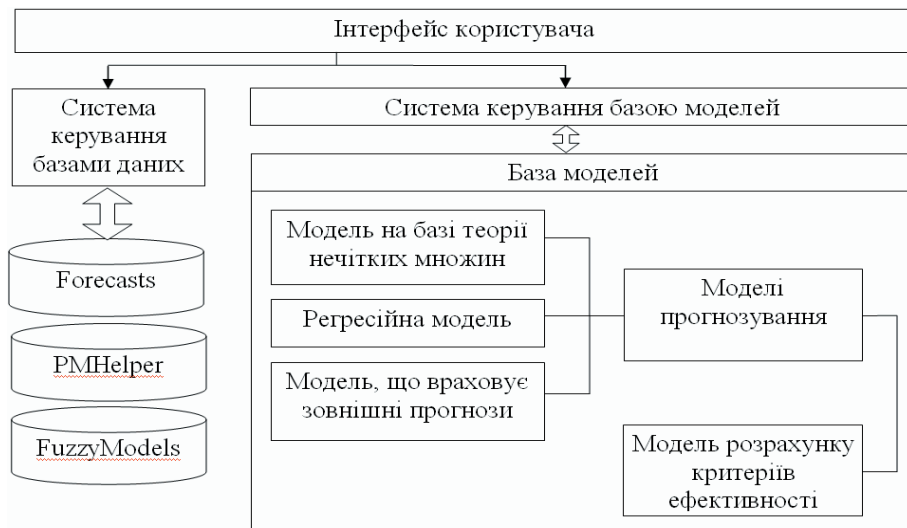 Інтерфейс користувача
Система
керування
базами даних
Система керування базою моделей
База моделей
Forecasts
PMHelper
FuzzyModels
Модель на базі теорії
нечітких множин
Регресійна модель
Модель, що враховує
зовнішні прогнози
Моделі
прогнозування
Модель розрахунку
критеріїв
ефективності